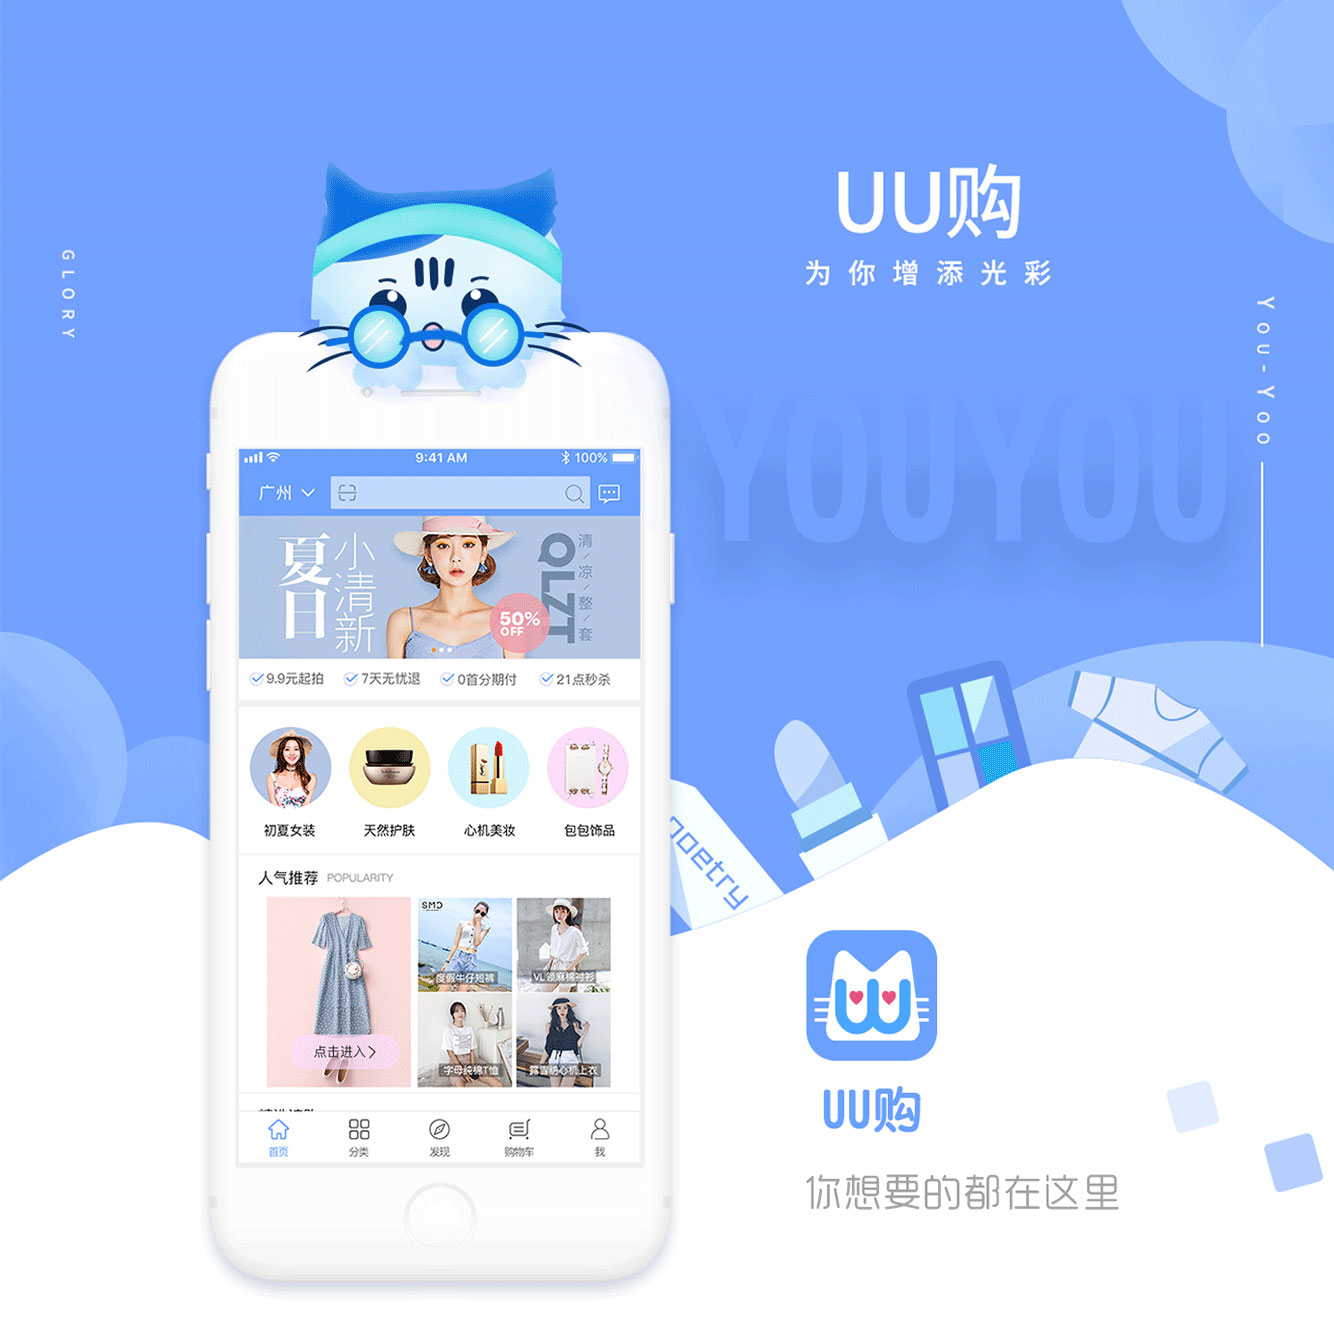 UU购
为你增添光彩
GLORY
You-Yoo
YOUYOU
9:41 AM
100%
广州
夏日
小清新
50%
OFF
QLZT
清/凉/整/套
9.9元起拍
7天无忧退
0首分期付
21点秒杀
初夏女装
天然护肤
心机美妆
包包饰品
人气推荐 POPULARITY
点击进入
SMC
度假牛仔短裤
VL领麻棉衬衫
字母纯棉T恤
露雪纺心机上衣
首页
分类
发现
购物车
我
poetry
UU购
你想要的都在这里